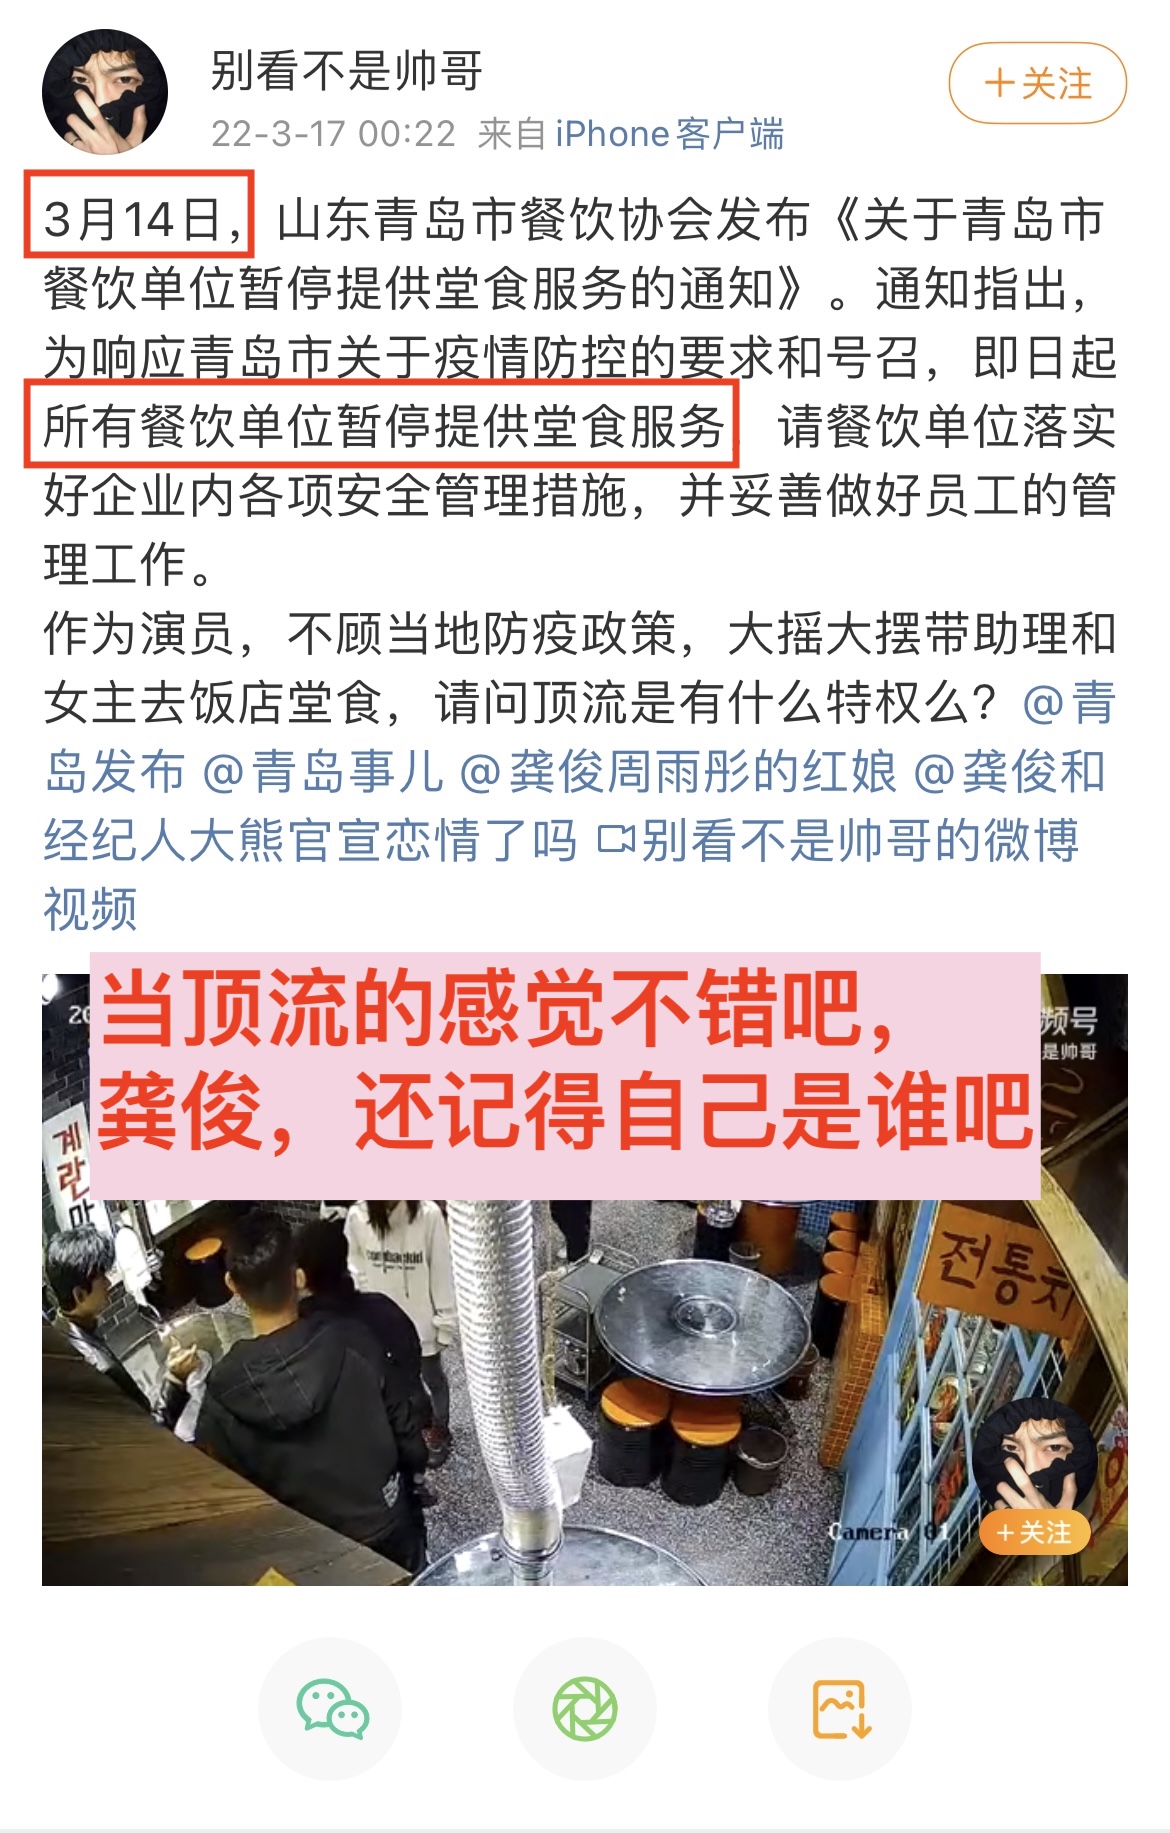 别看不是帅哥
22-3-17 00:22 来自 iPhone客户端
+关注
3月14日，山东青岛市餐饮协会发布《关于青岛市
餐饮单位暂停提供堂食服务的通知》。通知指出，
为响应青岛市关于疫情防控的要求和号召，即日起
所有餐饮单位暂停提供堂食服务，请餐饮单位落实
好企业内各项安全管理措施，并妥善做好员工的管
理工作。
作为演员，不顾当地防疫政策，大摇大摆带助理和
女主去饭店堂食，请问顶流是有什么特权么？@青
岛发布 @青岛事儿 @龚俊周雨彤的红娘 @龚俊和
经纪人大熊官宣恋情了吗 别看不是帅哥的微博
视频
当顶流的感觉不错吧，
龚俊，还记得自己是谁吧
频号
是帅哥
계란
전통
Camera 01
+关注